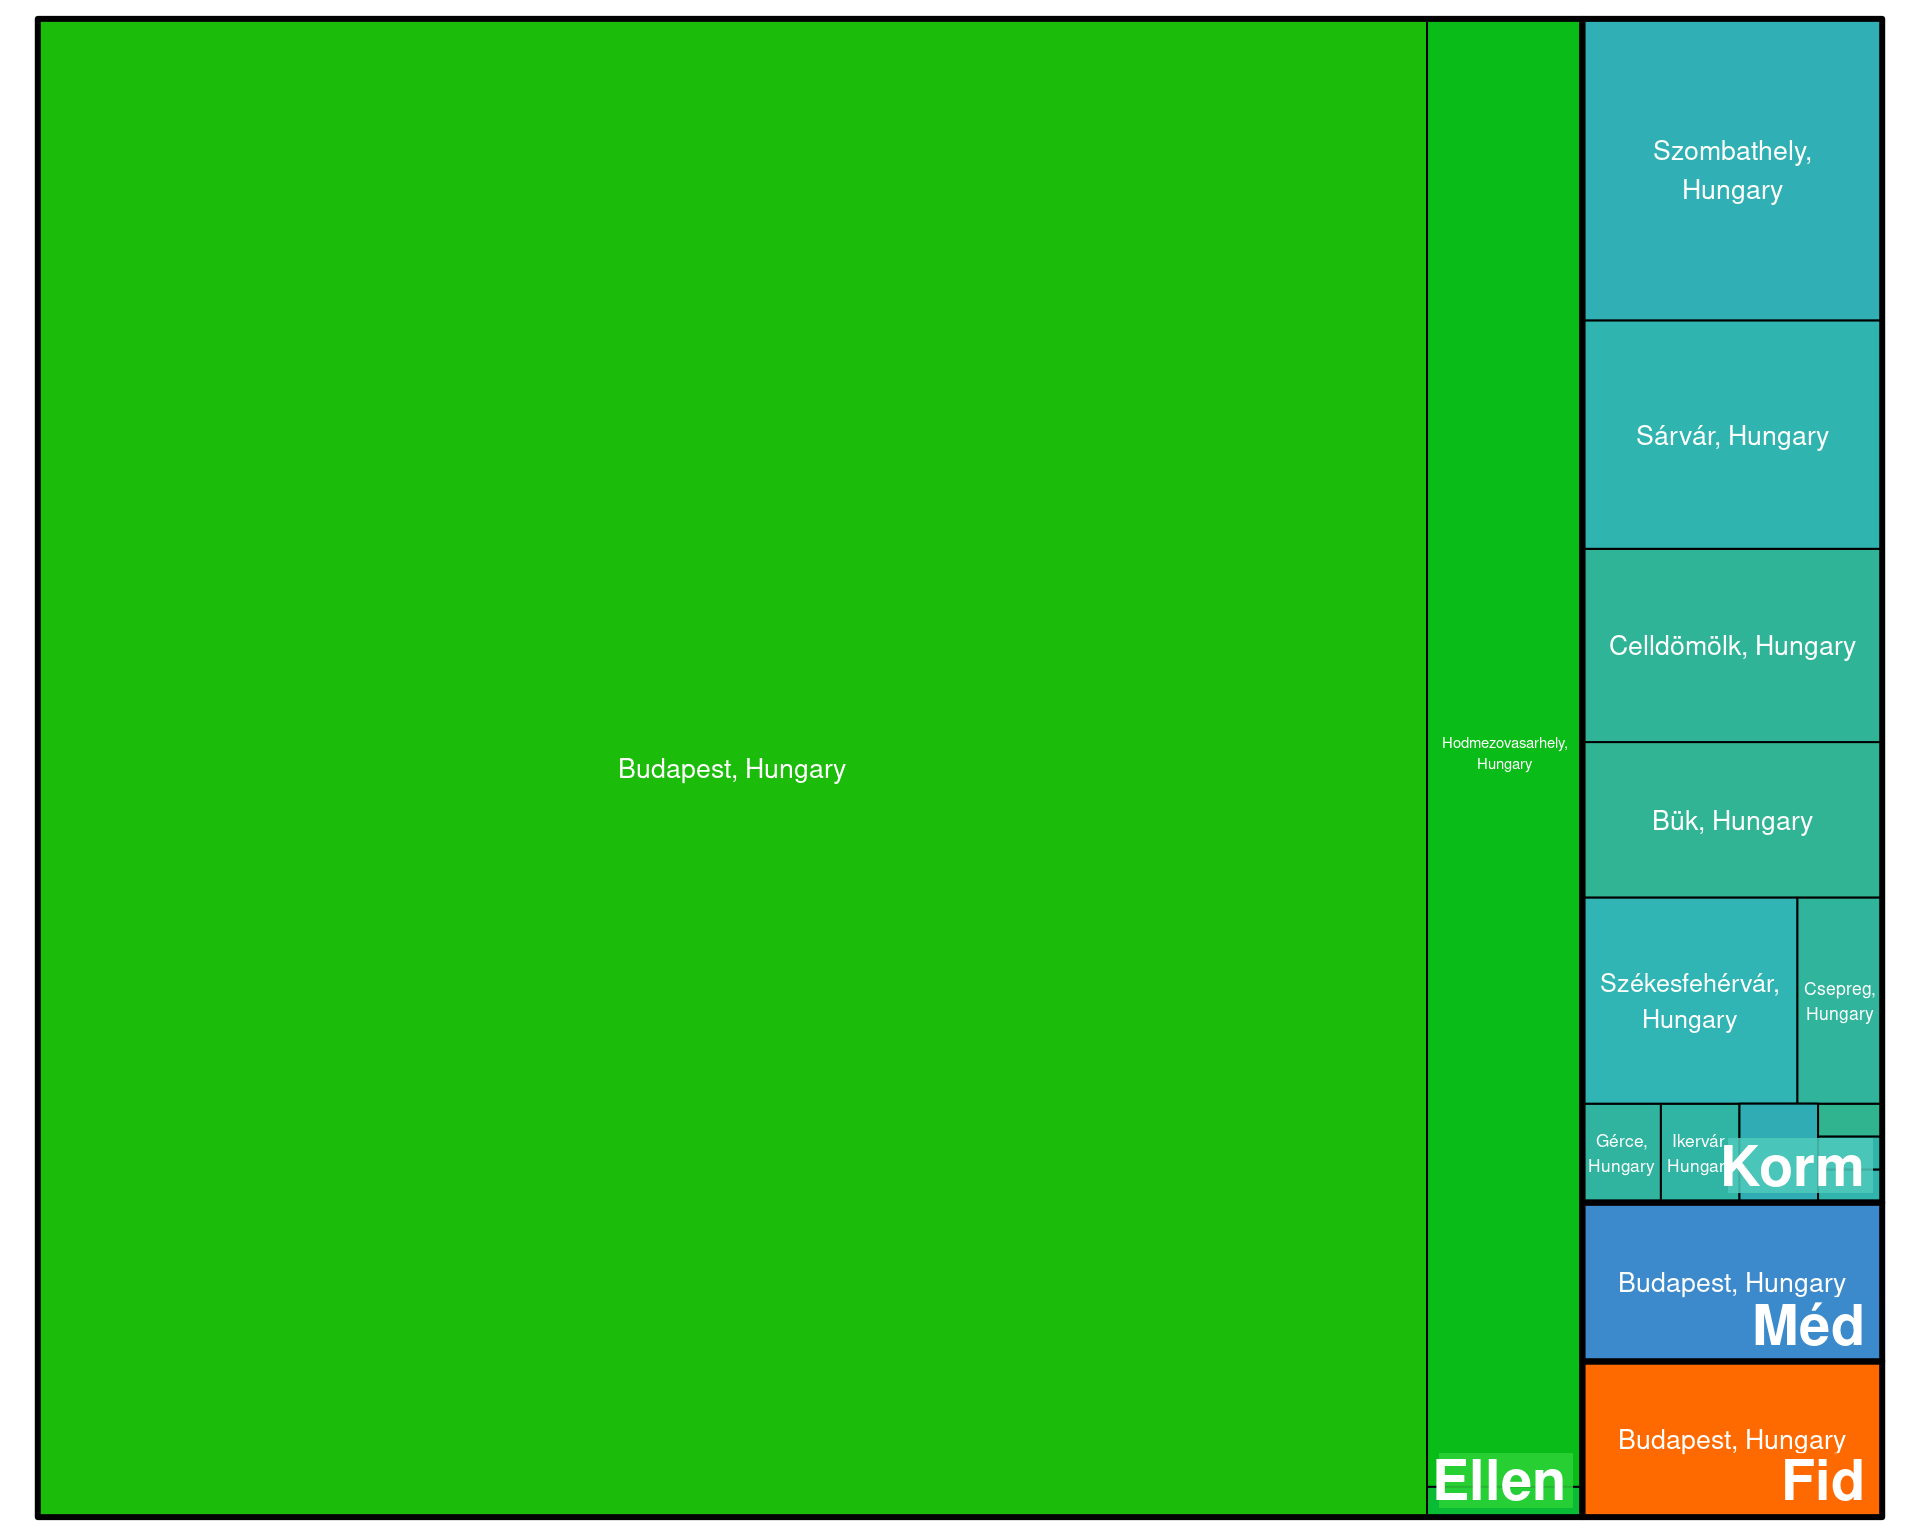 Budapest, Hungary
Hodmezovasarhely,
Hungary
Ellen
Szombathely,
Hungary
Sárvár, Hungary
Celldömölk, Hungary
Bük, Hungary
Székesfehérvár,
Hungary
Csepreg,
Hungary
Gérce,
Hungary
Ikervár
Hungar
Korm
Budapest, Hungary
Méd
Budapest, Hungary
Fid